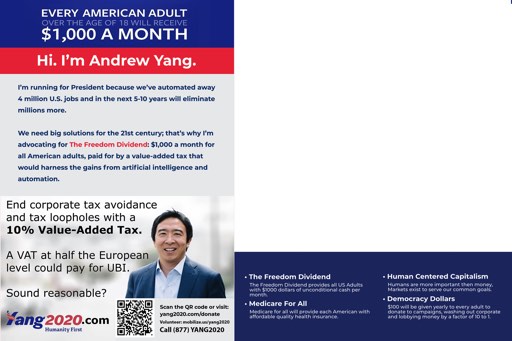 EVERY AMERICAN ADULT
OVER THE AGE OF 18 WILL RECEIVE
$1,000 A MONTH
Hi. I'm Andrew Yang.
I'm running for President because we've automated away
4 million U.S. jobs and in the next 5-10 years will eliminate
millions more.
We need big solutions for the 21st century; that's why I'm
advocating for The Freedom Dividend: $1,000 a month for
all American adults, paid for by a value-added tax that
would harness the gains from artificial intelligence and
automation.
End corporate tax avoidance
and tax loopholes with a
10% Value-Added Tax.
A VAT at half the European
level could pay for UBI.
Sound reasonable?
Yang2020.com
Humanity First
Scan the QR code or visit:
yang2020.com/donate
Volunteer: mobilize.us/yang2020
Call (877) YANG2020
• The Freedom Dividend
The Freedom Dividend provides all US Adults
with $1000 dollars of unconditional cash per
month.
• Medicare For All
Medicare for all will provide each American with
affordable quality health insurance.
• Human Centered Capitalism
Humans are more important then money,
Markets exist to serve our common goals.
• Democracy Dollars
$100 will be given yearly to every adult to
donate to campaigns, washing out corporate
and lobbying money by a factor of 10 to 1.